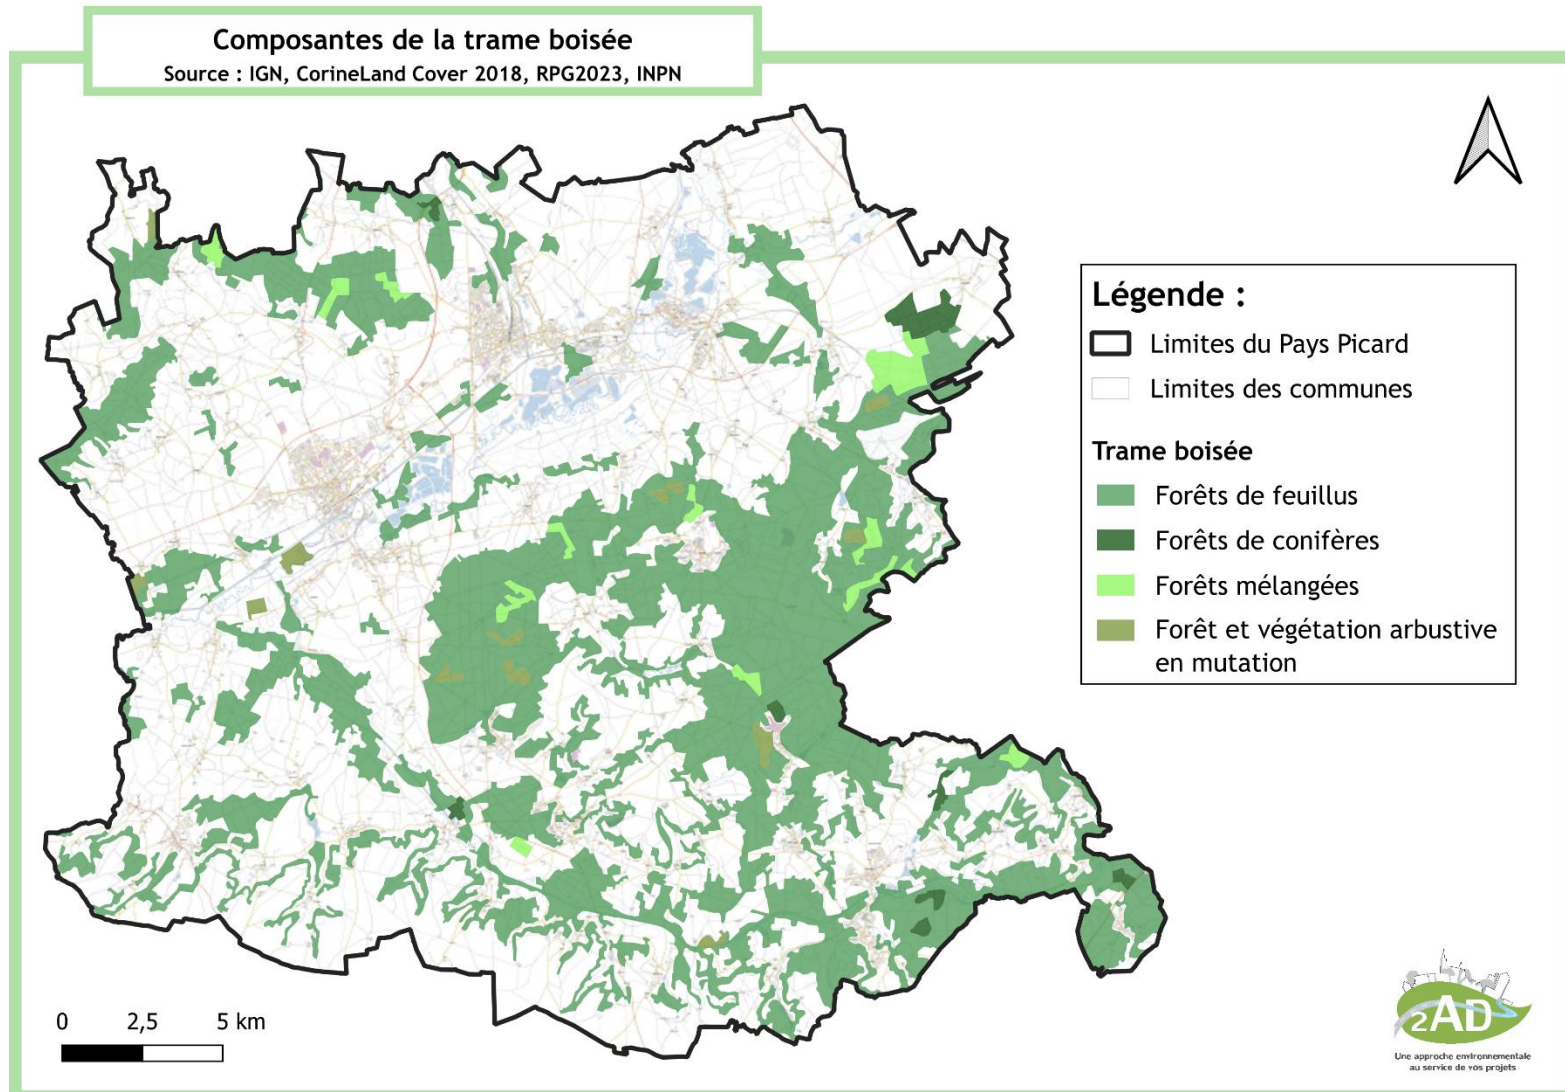 Composantes de la trame boisée
Source : IGN, CorineLand Cover 2018, RPG2023, INPN
Légende :
Limites du Pays Picard
Limites des communes
Trame boisée
Forêts de feuillus
Forêts de conifères
Forêts mélangées
Forêt et végétation arbustive
en mutation
0 2,5 5 km
2AD
Une approche environnementale
au service de vos projets